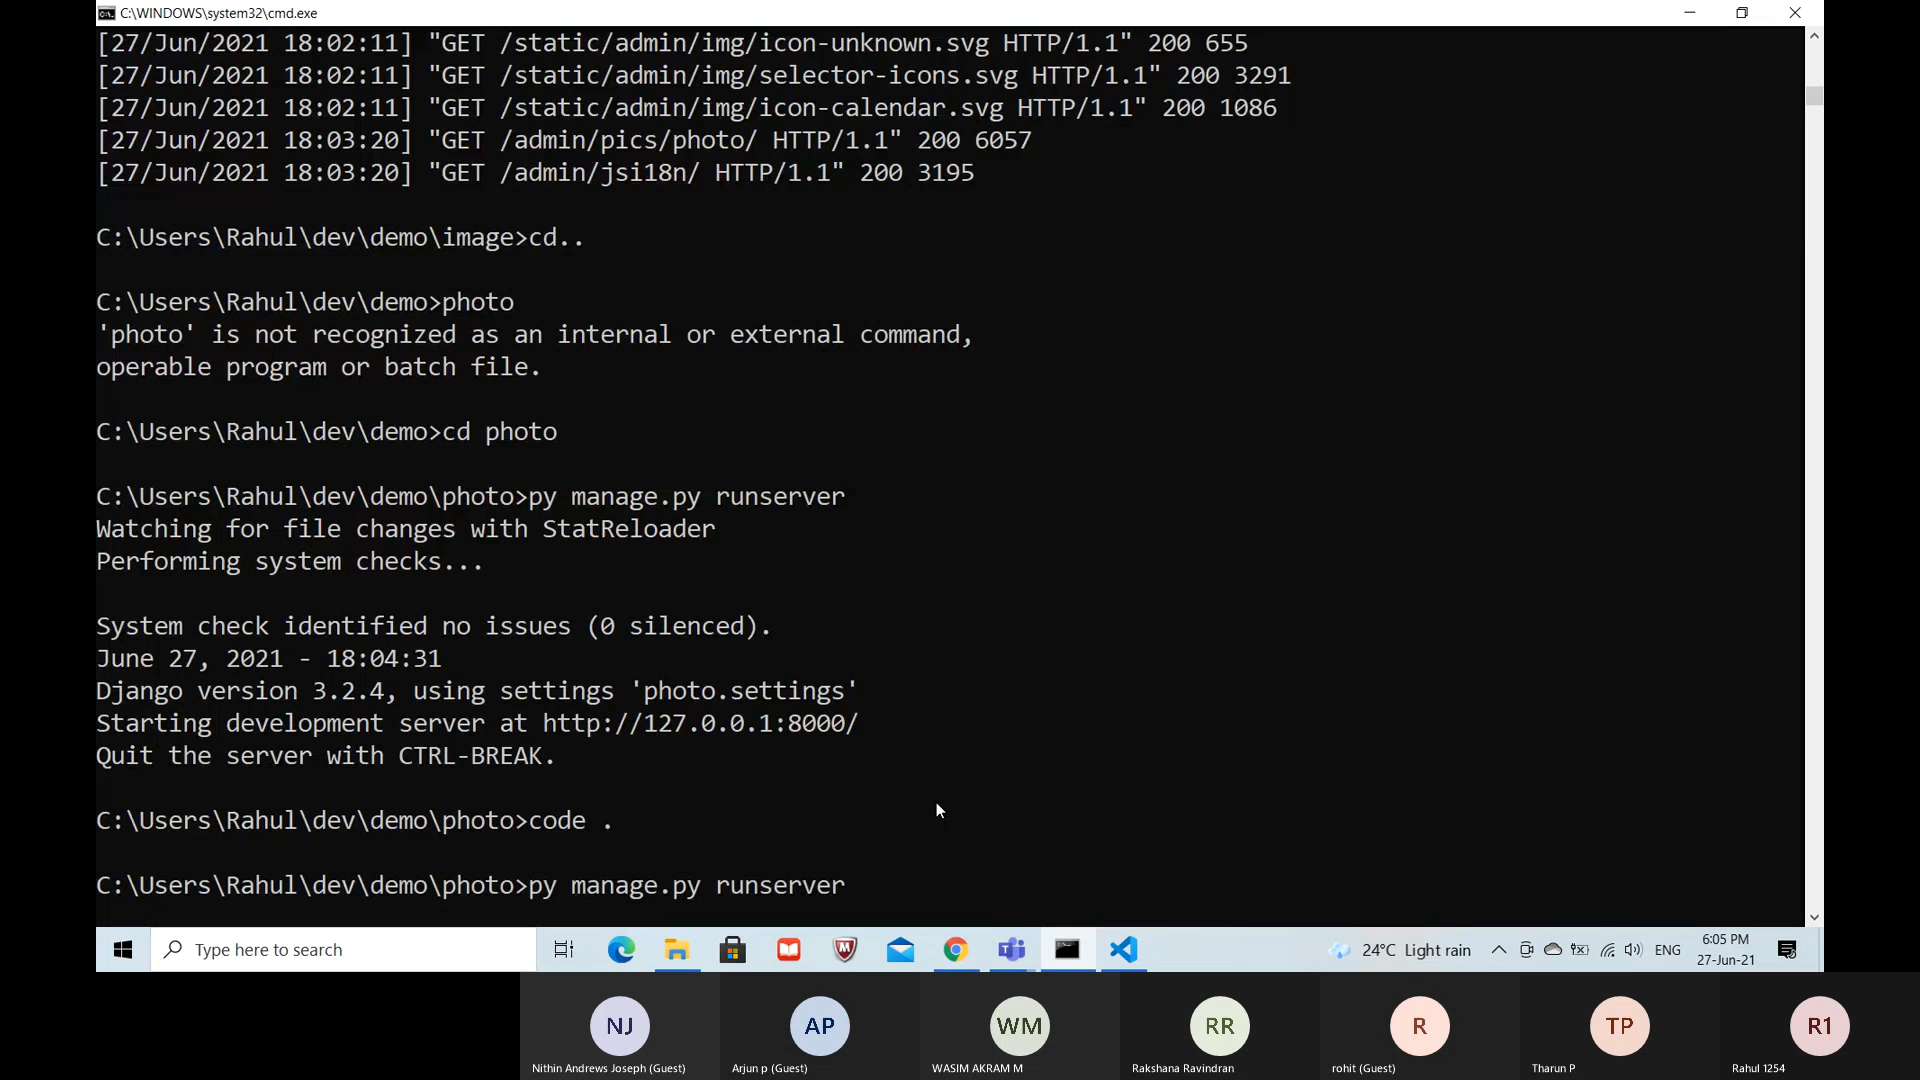 C:\WINDOWS\system32\cmd.exe
[27/Jun/2021 18:02:11] "GET /static/admin/img/icon-unknown.svg HTTP/1.1" 200 655
[27/Jun/2021 18:02:11] "GET /static/admin/img/selector-icons.svg HTTP/1.1" 200 3291
[27/Jun/2021 18:02:11] "GET /static/admin/img/icon-calendar.svg HTTP/1.1" 200 1086
[27/Jun/2021 18:03:20] "GET /admin/pics/photo/ HTTP/1.1" 200 6057
[27/Jun/2021 18:03:20] "GET /admin/jsi18n/ HTTP/1.1" 200 3195
C:\Users\Rahul\dev\demo\image>cd..
C:\Users\Rahul\dev\demo>photo
'photo' is not recognized as an internal or external command,
operable program or batch file.
C:\Users\Rahul\dev\demo>cd photo
C:\Users\Rahul\dev\demo\photo>py manage.py runserver
Watching for file changes with StatReloader
Performing system checks...
System check identified no issues (0 silenced).
June 27, 2021 - 18:04:31
Django version 3.2.4, using settings 'photo.settings'
Starting development server at http://127.0.0.1:8000/
Quit the server with CTRL-BREAK.
C:\Users\Rahul\dev\demo\photo>code .
C:\Users\Rahul\dev\demo\photo>py manage.py runserver
Type here to search
24°C Light rain
ENG
6:05 PM
27-Jun-21
NJ
AP
WM
RR
R
TP
R1
Nithin Andrews Joseph (Guest)
Arjun p (Guest)
WASIM AKRAM M
Rakshana Ravindran
rohit (Guest)
Tharun P
Rahul 1254